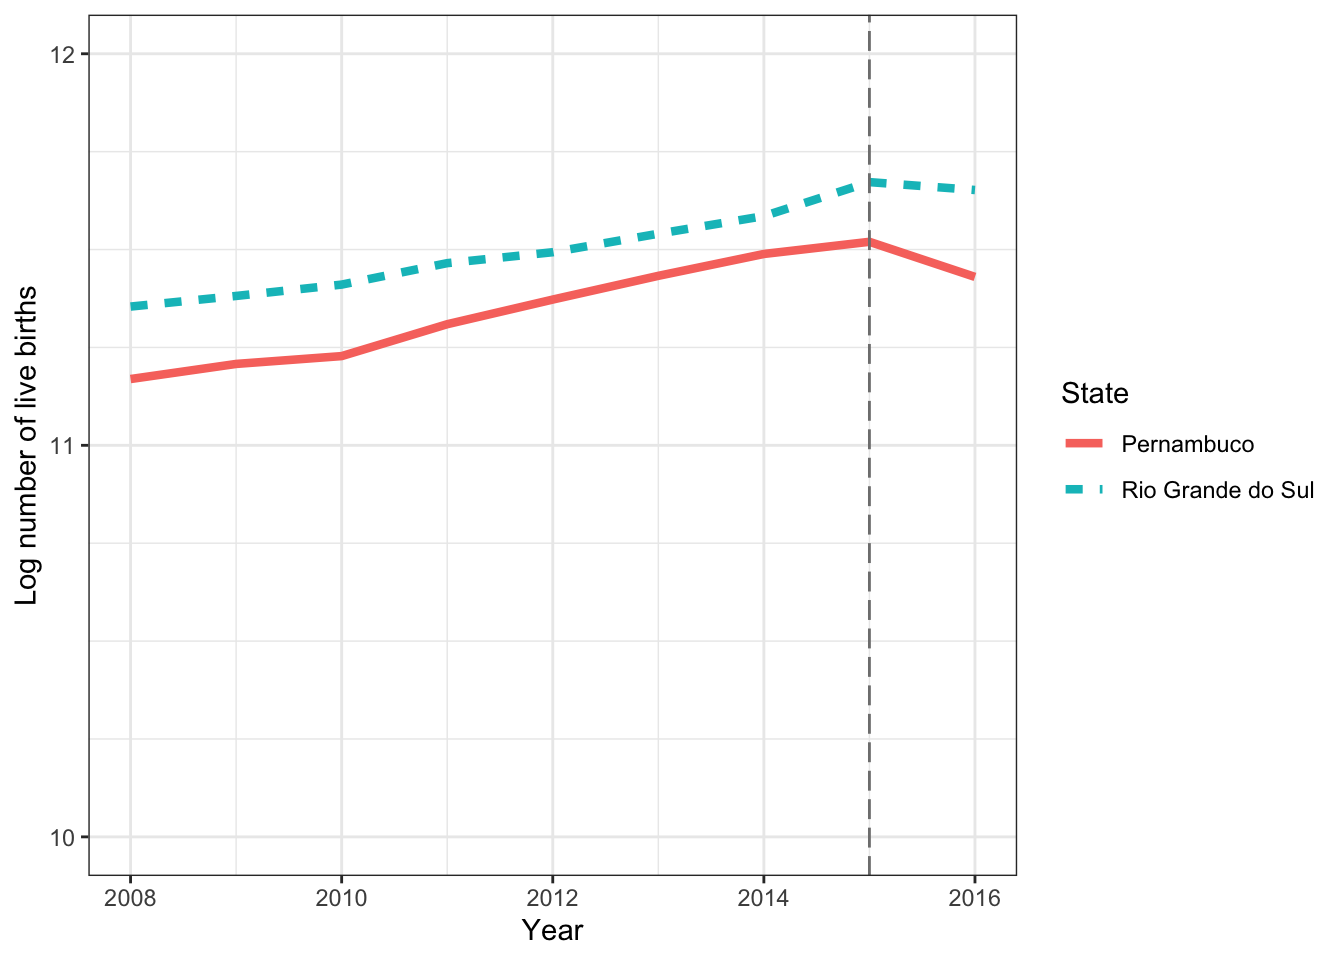 12
11
10
Log number of live births
2008 2010 2012 2014 2016
Year
State
Pernambuco
Rio Grande do Sul